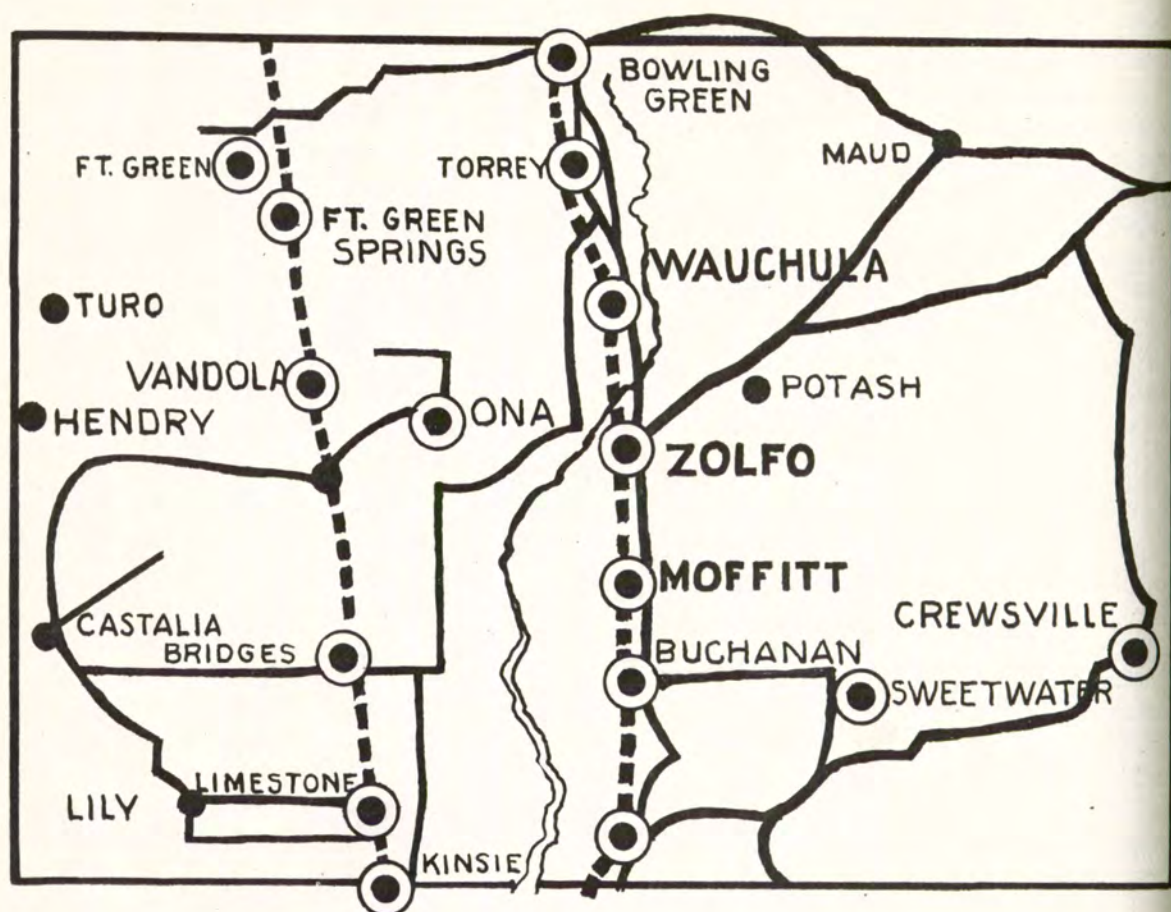 BOWLING
GREEN
MAUD
FT. GREEN
TORREY
FT. GREEN
SPRINGS
WAUCHULA
TURO
VANDOLA
POTASH
HENDRY
ONA
ZOLFO
MOFFITT
CREWSVILLE
CASTALIA
BRIDGES
BUCHANAN
SWEETWATER
LIMESTONE
LILY
KINSIE